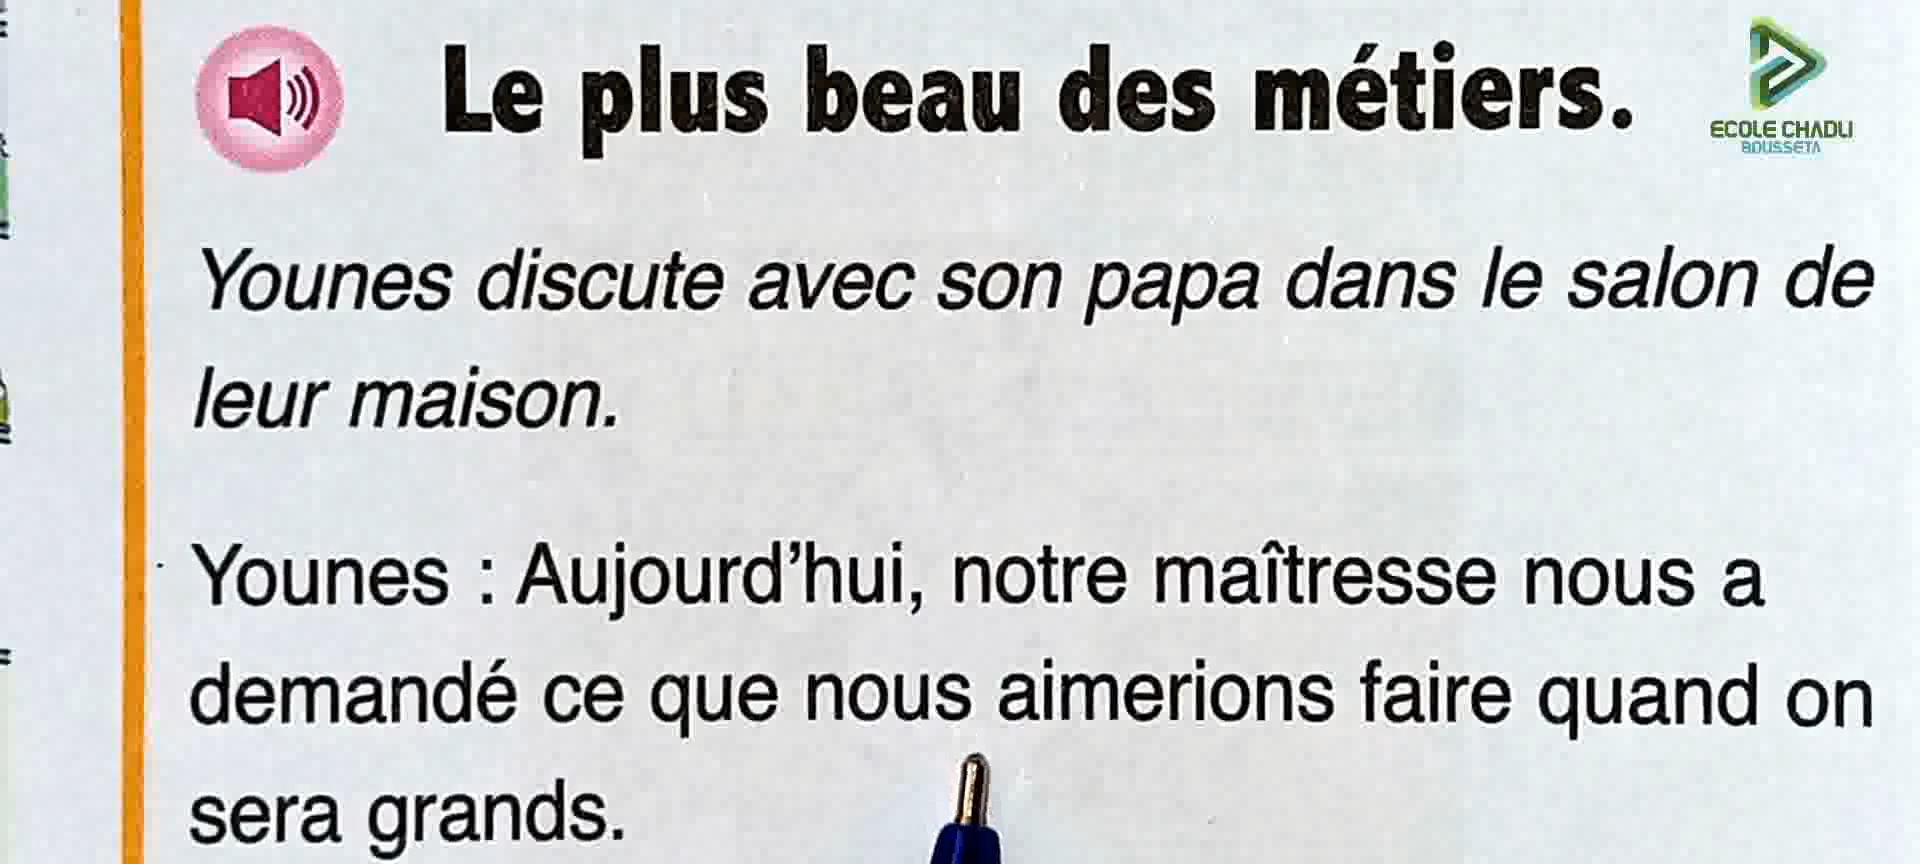 Le plus beau des métiers.
ECOLE CHADLI
BOUSSETA
Younes discute avec son papa dans le salon de
leur maison.
Younes : Aujourd'hui, notre maîtresse nous a
demandé ce que nous aimerions faire quand on
sera grands.